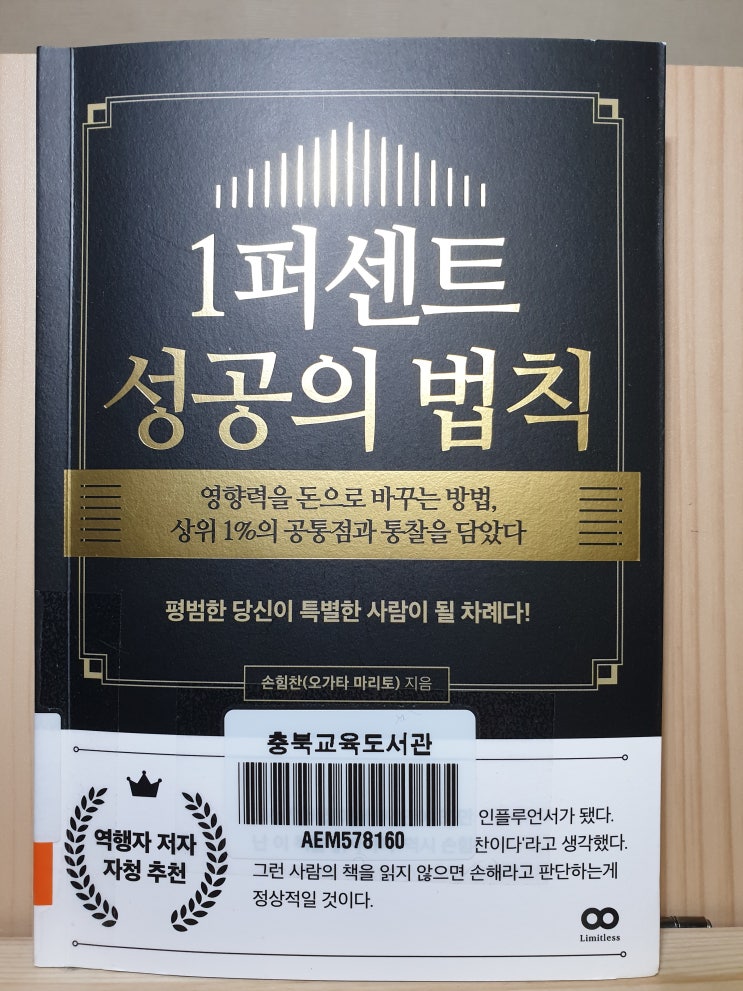 1퍼센트
성공의 법칙
영향력을 돈으로 바꾸는 방법,
상위 1%의 공통점과 통찰을 담았다
평범한 당신이 특별한 사람이 될 차례다!
손힘찬(오가타 마리토) 지음
충북교육도서관
AEM578160
역행자 저자
자청 추천
인플루언서가 됐다.
찬이다'라고 생각했다.
그런 사람의 책을 읽지 않으면 손해라고 판단하는게
정상적일 것이다.
Limitless